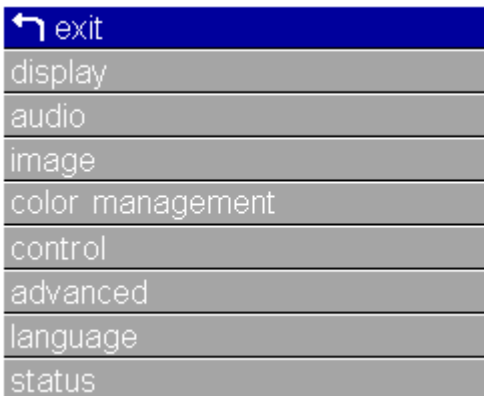 exit
display
audio
image
color management
control
advanced
language
status